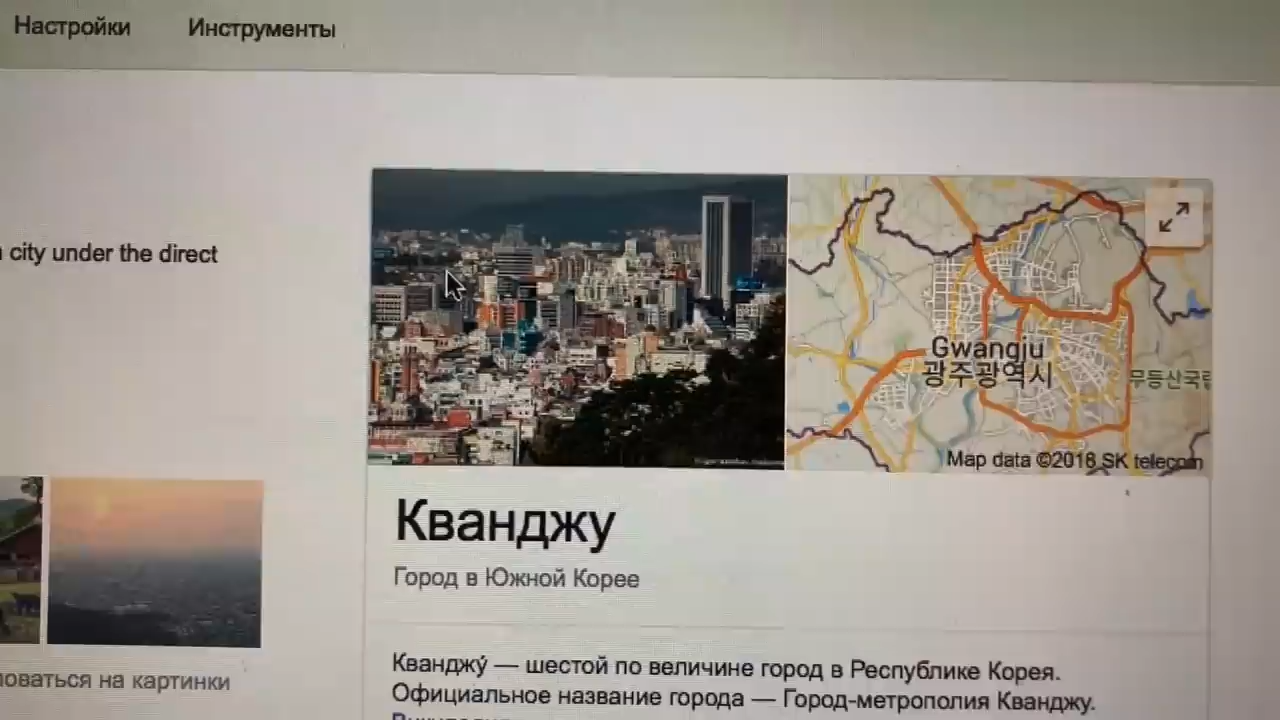 Настройки Инструменты
city under the direct
Gwangju
광주광역시
무등산국립
Map data ©2018 SK telecom
Кванджу
Город в Южной Корее
Кванджу́ — шестой по величине город в Республике Корея.
Официальное название города — Город-метрополия Кванджу.
на картинки